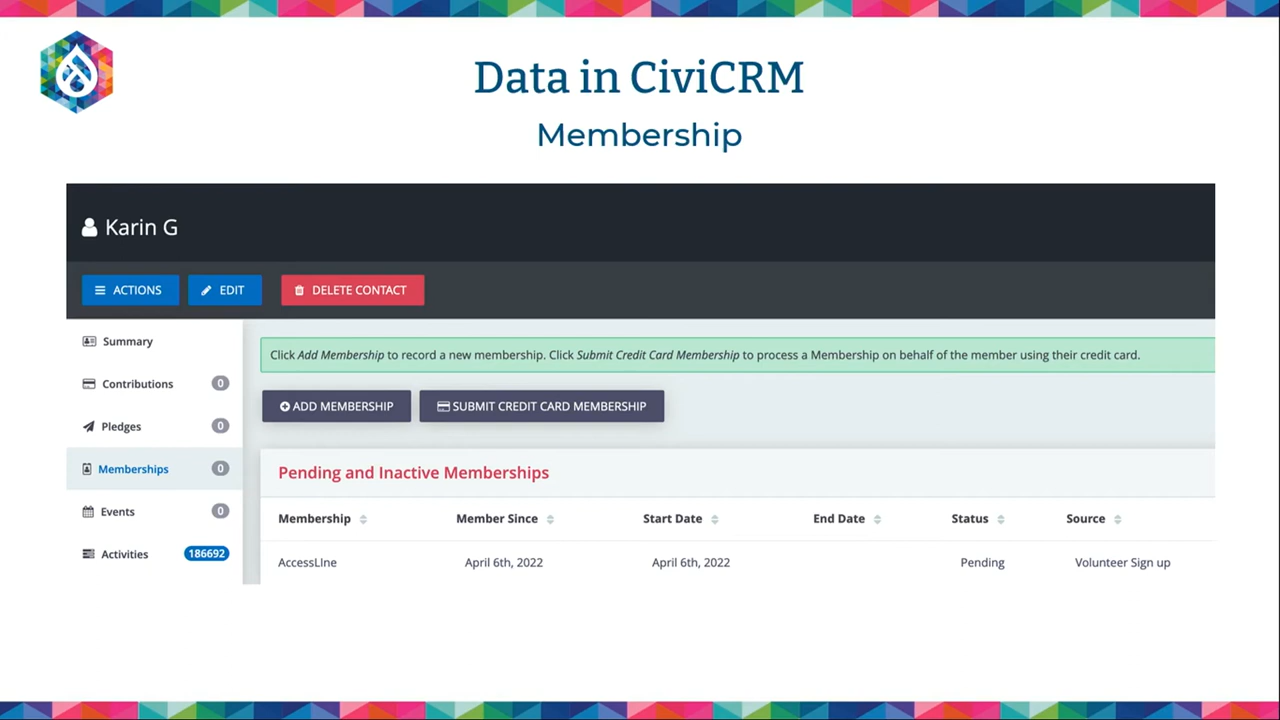 Data in CiviCRM
Membership
Karin G
ACTIONS EDIT DELETE CONTACT
Summary
Click Add Membership to record a new membership. Click Submit Credit Card Membership to process a Membership on behalf of the member using their credit card.
Contributions 0
ADD MEMBERSHIP SUBMIT CREDIT CARD MEMBERSHIP
Pledges 0
Memberships 0
Pending and Inactive Memberships
Events 0
Membership Member Since Start Date End Date Status Source
Activities 186692
AccessLIne April 6th, 2022 April 6th, 2022 Pending Volunteer Sign up